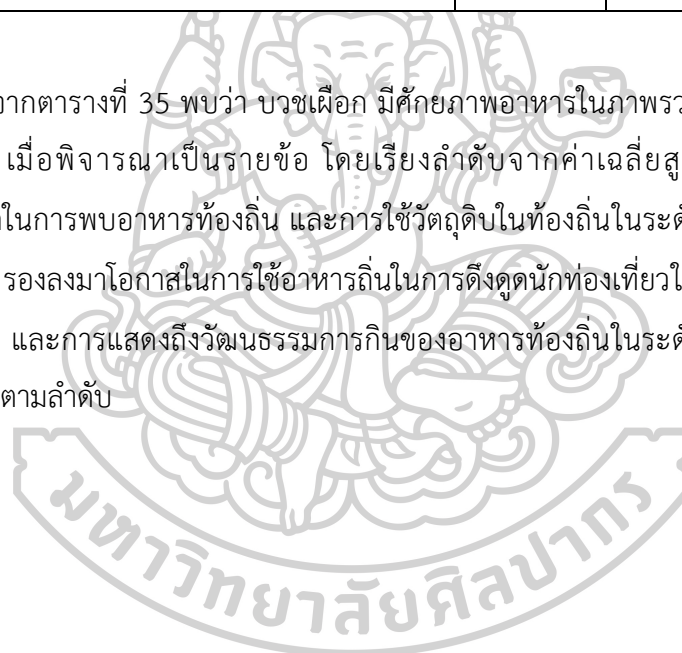 จากตารางที่ 35 พบว่า บวชเผือก มีศักยภาพอาหารในภาพรว
เมื่อพิจารณาเป็นรายข้อ โดยเรียงลำดับจากค่าเฉลี่ยสู
ในการพบอาหารท้องถิ่น และการใช้วัตถุดิบในท้องถิ่นในระดั
รองลงมาโอกาสในการใช้อาหารถิ่นในการดึงดูดนักท่องเที่ยวใ
และการแสดงถึงวัฒนธรรมการกินของอาหารท้องถิ่นในระดั
ตามลำดับ
มหาวิทยาลัยศิลปากร